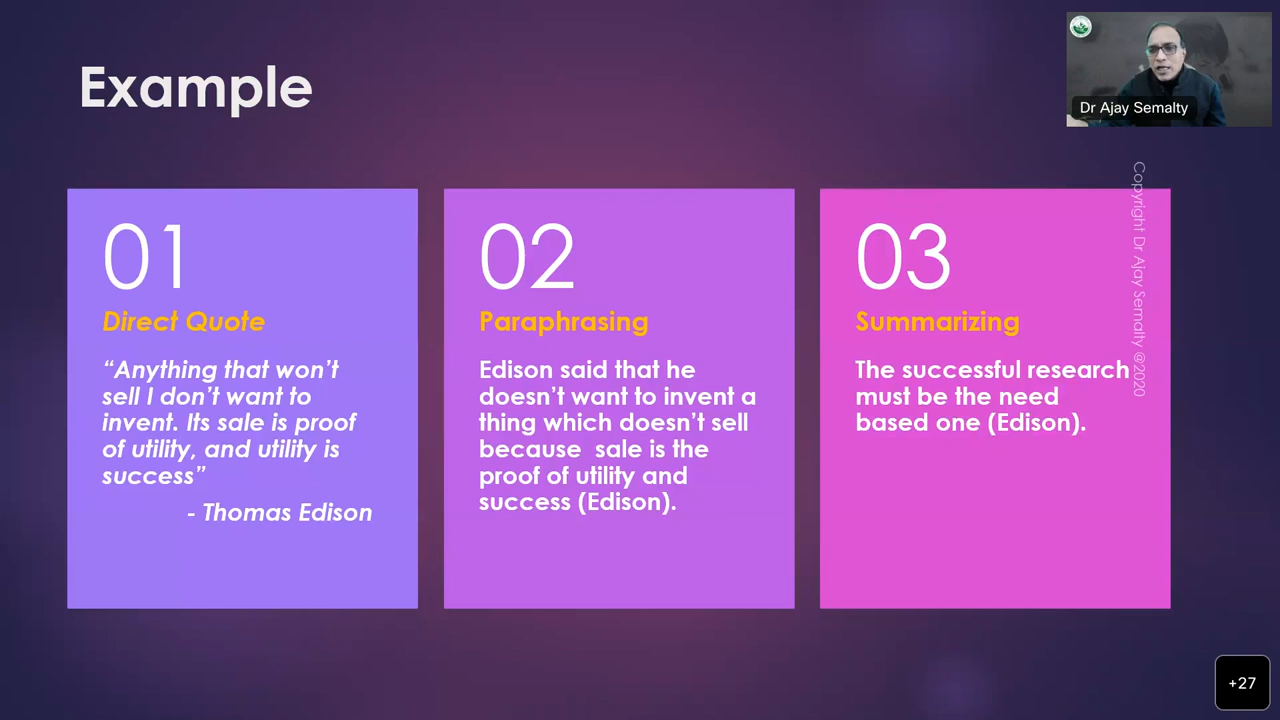 Example
Dr Ajay Semalty
01
Direct Quote
“Anything that won’t
sell I don’t want to
invent. Its sale is proof
of utility, and utility is
success”
- Thomas Edison
02
Paraphrasing
Edison said that he
doesn’t want to invent a
thing which doesn’t sell
because  sale is the
proof of utility and
success (Edison).
03
Summarizing
The successful research
must be the need
based one (Edison).
Copyright Dr Ajay Semalty @2020
+27